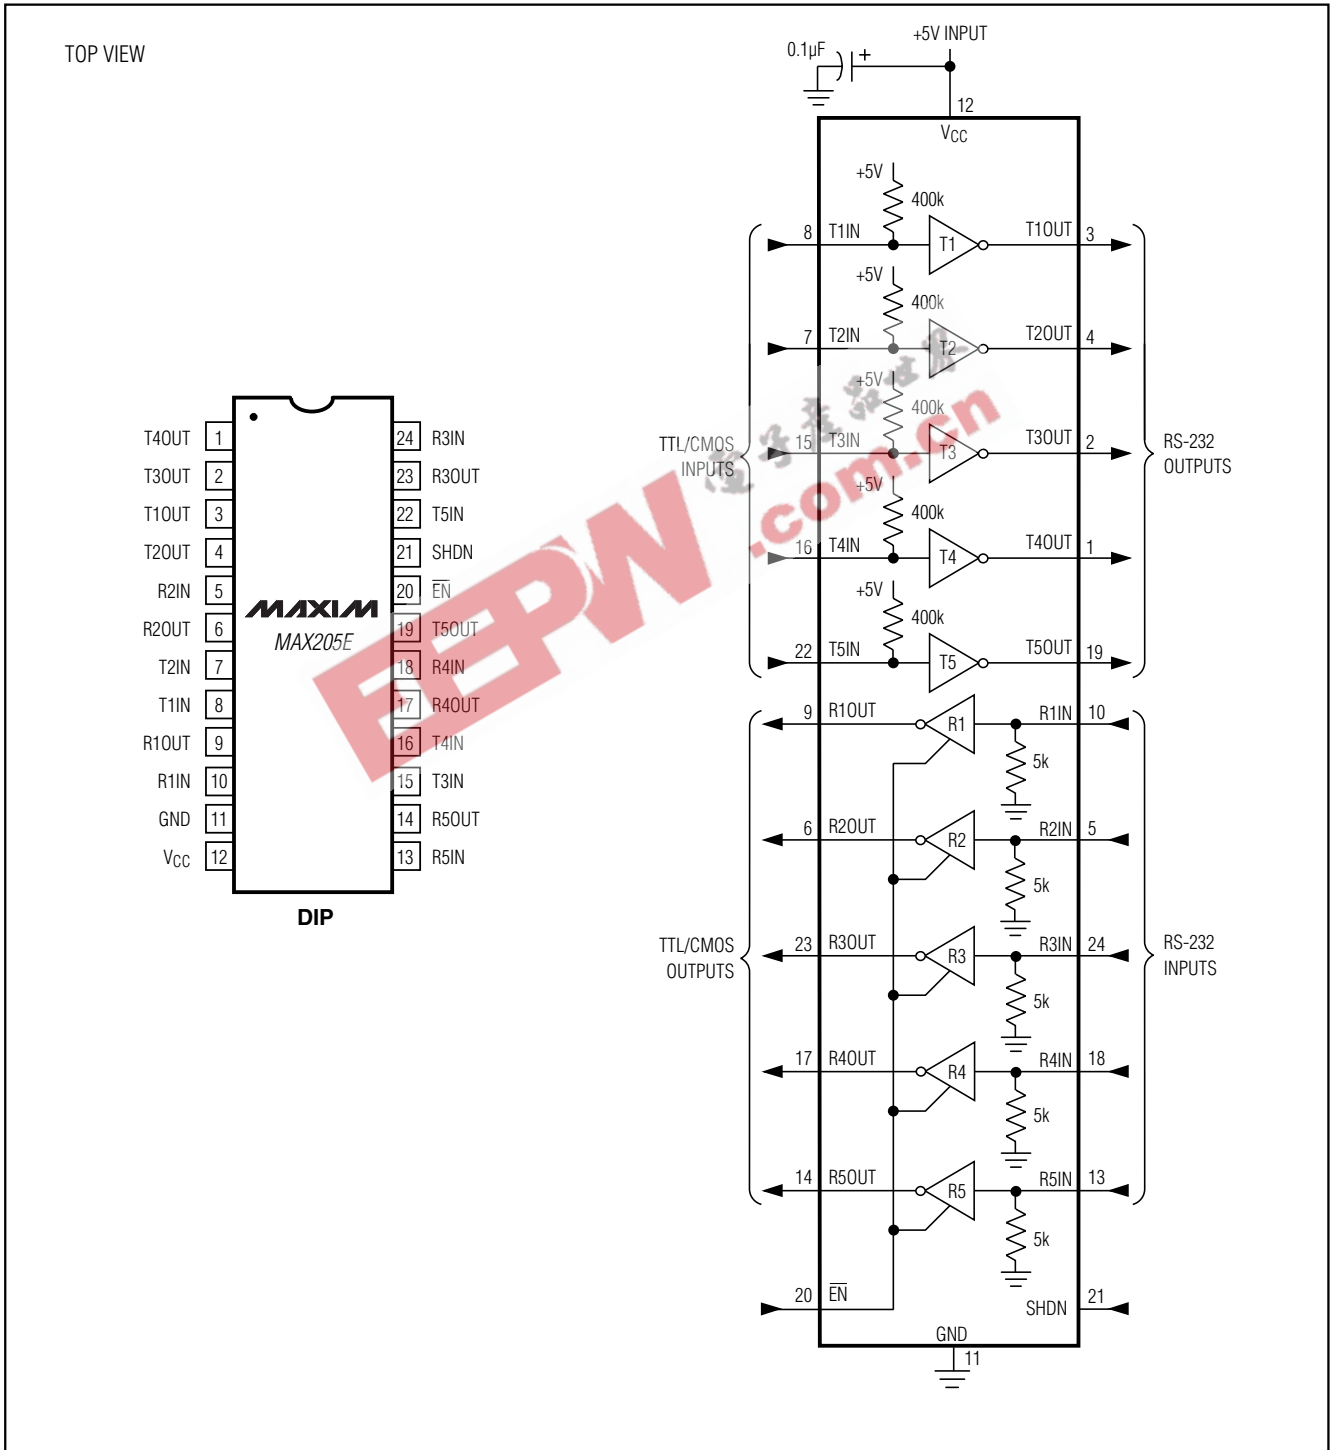 TOP VIEW
T4OUT 1
T3OUT 2
T1OUT 3
T2OUT 4
R2IN 5
R2OUT 6
T2IN 7
T1IN 8
R1OUT 9
R1IN 10
GND 11
VCC 12
24 R3IN
23 R3OUT
22 T5IN
21 SHDN
20 E̅N̅
19 T5OUT
18 R4IN
17 R4OUT
16 T4IN
15 T3IN
14 R5OUT
13 R5IN
MAXIM
MAX205E
DIP
+5V INPUT
0.1µF +
12
VCC
+5V
400k
8 T1IN T1 T1OUT 3
+5V
400k
7 T2IN T2 T2OUT 4
+5V
400k
TTL/CMOS
INPUTS
15 T3IN T3 T3OUT 2
RS-232
OUTPUTS
+5V
400k
16 T4IN T4 T4OUT 1
+5V
400k
22 T5IN T5 T5OUT 19
9 R1OUT R1 R1IN 10
5k
6 R2OUT R2 R2IN 5
5k
TTL/CMOS
OUTPUTS
23 R3OUT R3 R3IN 24
RS-232
INPUTS
5k
17 R4OUT R4 R4IN 18
5k
14 R5OUT R5 R5IN 13
5k
20 E̅N̅
SHDN 21
GND
11
EEPW
.com.cn
電子產品世界